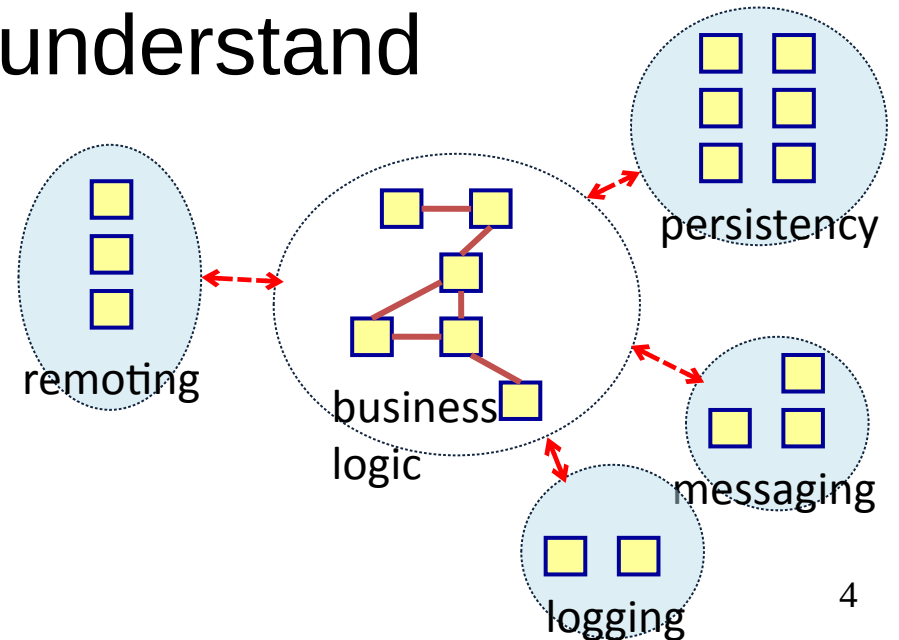 understand
persistency
remoting
business
logic
messaging
logging
4